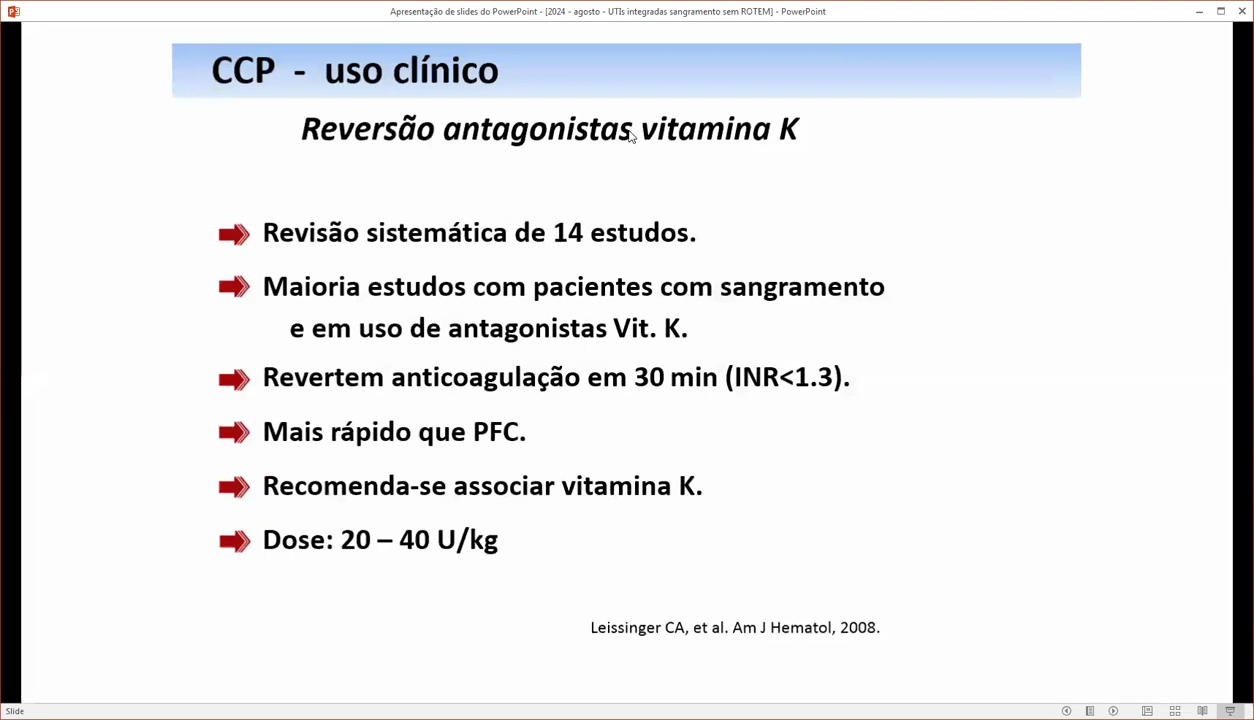 Apresentação de slides do PowerPoint - [2024 - agosto - UTIs integradas sangramento sem ROTEM] - PowerPoint
CCP - uso clínico
Reversão antagonistas vitamina K
Revisão sistemática de 14 estudos.
Maioria estudos com pacientes com sangramento
e em uso de antagonistas Vit. K.
Revertem anticoagulação em 30 min (INR<1.3).
Mais rápido que PFC.
Recomenda-se associar vitamina K.
Dose: 20 – 40 U/kg
Leissinger CA, et al. Am J Hematol, 2008.
Slide